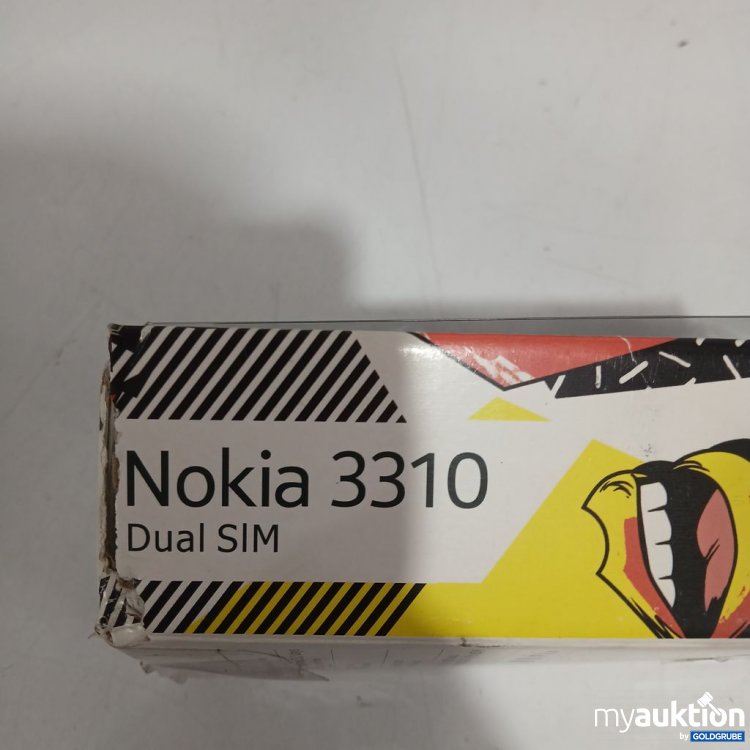 Nokia 3310
Dual SIM
myauktion
by GOLDGRUBE